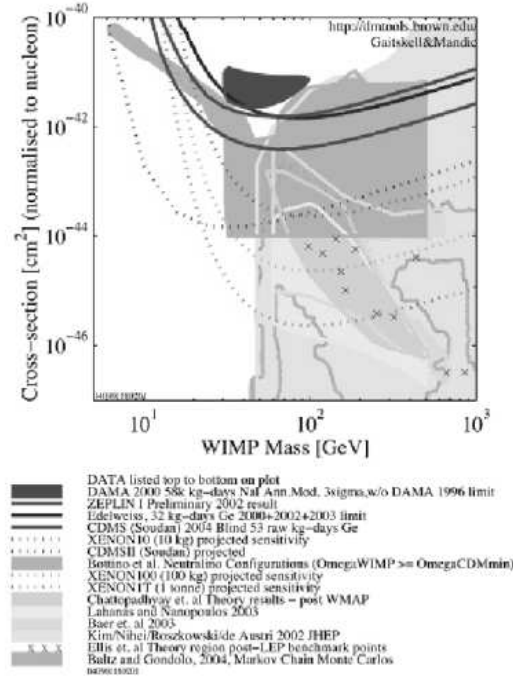 http://dmtools.brown.edu/
Gaitskell&Mandic
10^-40
10^-42
10^-44
10^-46
Cross-section [cm^2] (normalised to nucleon)
040901180201
10^1
10^2
10^3
WIMP Mass [GeV]
DATA listed top to bottom on plot
DAMA 2000 58k kg-days NaI Ann.Mod. 3sigma,w/o DAMA 1996 limit
ZEPLIN I Preliminary 2002 result
Edelweiss, 32 kg-days Ge 2000+2002+2003 limit
CDMS (Soudan) 2004 Blind 53 raw kg-days Ge
XENON10 (10 kg) projected sensitivity
CDMSII (Soudan) projected
Bottino et al. Neutralino Configurations (OmegaWIMP >= OmegaCDMmin)
XENON100 (100 kg) projected sensitivity
XENON1T (1 tonne) projected sensitivity
Chattopadhyay et. al Theory results - post WMAP
Lahanas and Nanopoulos 2003
Baer et. al 2003
Kim/Nihei/Roszkowski/de Austri 2002 JHEP
x x x Ellis et. al Theory region post-LEP benchmark points
Baltz and Gondolo, 2004, Markov Chain Monte Carlos